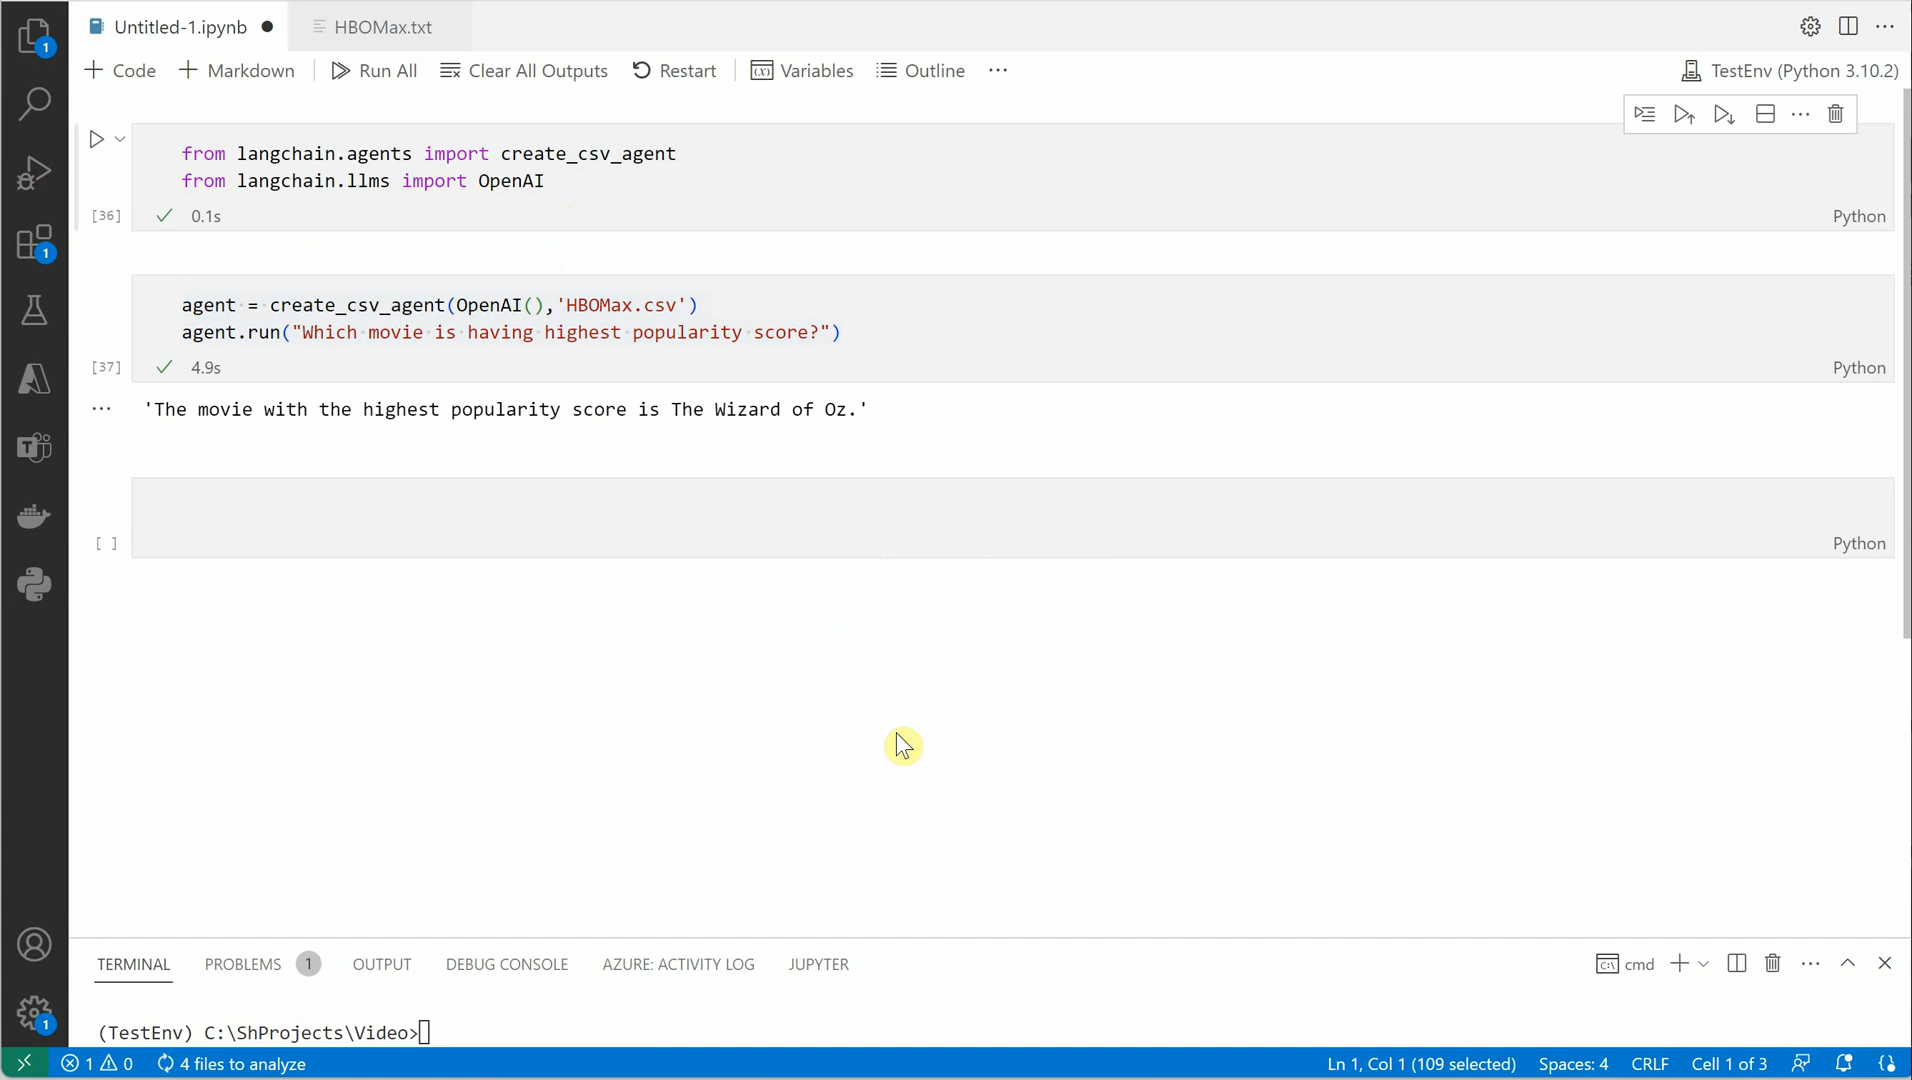 Untitled-1.ipynb
HBOMax.txt
Code
Markdown
Run All
Clear All Outputs
Restart
Variables
Outline
TestEnv (Python 3.10.2)
from langchain.agents import create_csv_agent
from langchain.llms import OpenAI
[36]
0.1s
Python
agent = create_csv_agent(OpenAI(),'HBOMax.csv')
agent.run("Which movie is having highest popularity score?")
[37]
4.9s
Python
'The movie with the highest popularity score is The Wizard of Oz.'
[ ]
Python
1
1
1
TERMINAL
PROBLEMS 1
OUTPUT
DEBUG CONSOLE
AZURE: ACTIVITY LOG
JUPYTER
cmd
(TestEnv) C:\ShProjects\Video>
1 0
4 files to analyze
Ln 1, Col 1 (109 selected)
Spaces: 4
CRLF
Cell 1 of 3